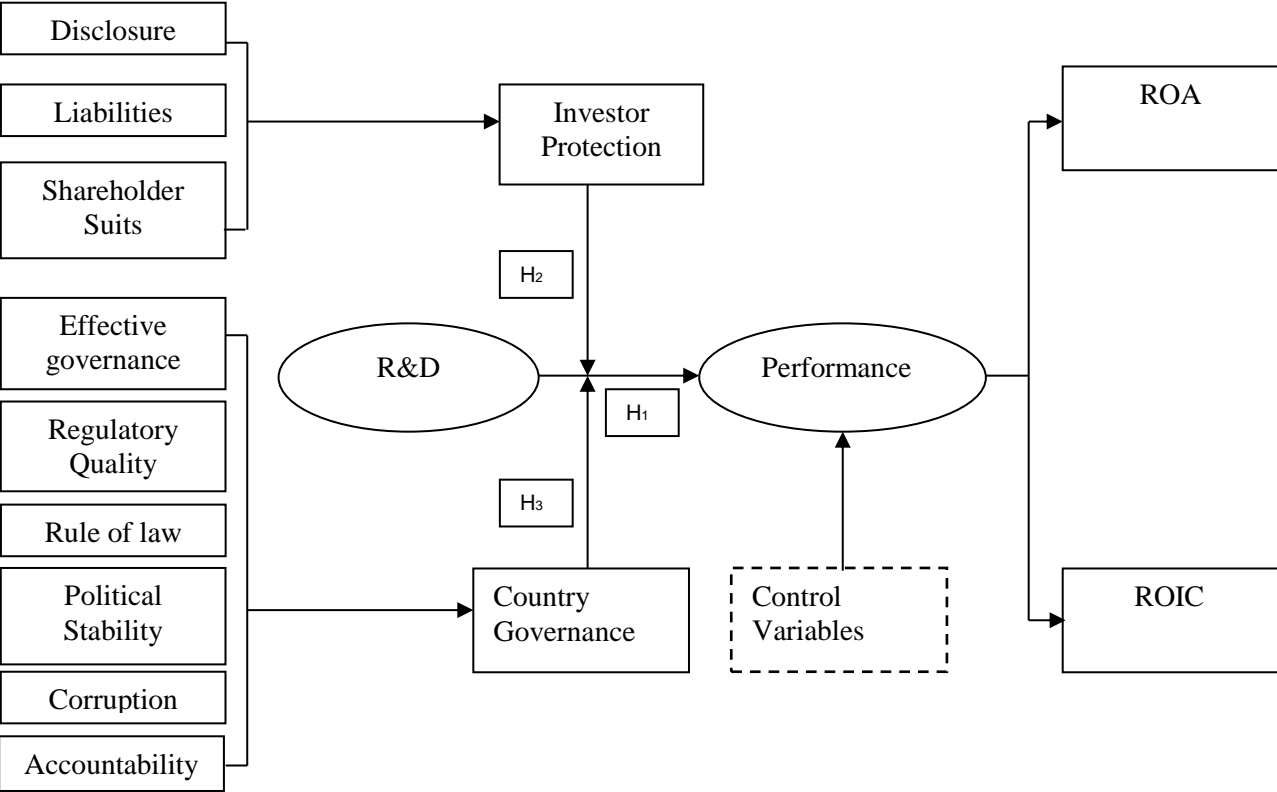 Disclosure
Liabilities
Shareholder
Suits
Effective
governance
Regulatory
Quality
Rule of law
Political
Stability
Corruption
Accountability
Investor
Protection
H2
R&D
H1
H3
Country
Governance
Performance
Control
Variables
ROA
ROIC